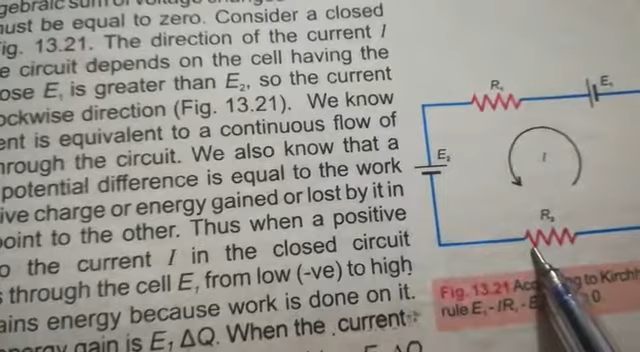 must be equal to zero. Consider a closed
ig. 13.21. The direction of the current I
e circuit depends on the cell having the
ose E₁ is greater than E₂, so the current
ockwise direction (Fig. 13.21). We know
ent is equivalent to a continuous flow of
hrough the circuit. We also know that a
potential difference is equal to the work
ive charge or energy gained or lost by it in
point to the other. Thus when a positive
o the current I in the closed circuit
s through the cell E₁ from low (-ve) to high
ains energy because work is done on it.
energy gain is E₁ ΔQ. When the current
R₁
E₁
E₂
I
R₂
Fig. 13.21 to Kirchh
rule E₁ - IR₁ - E 0.